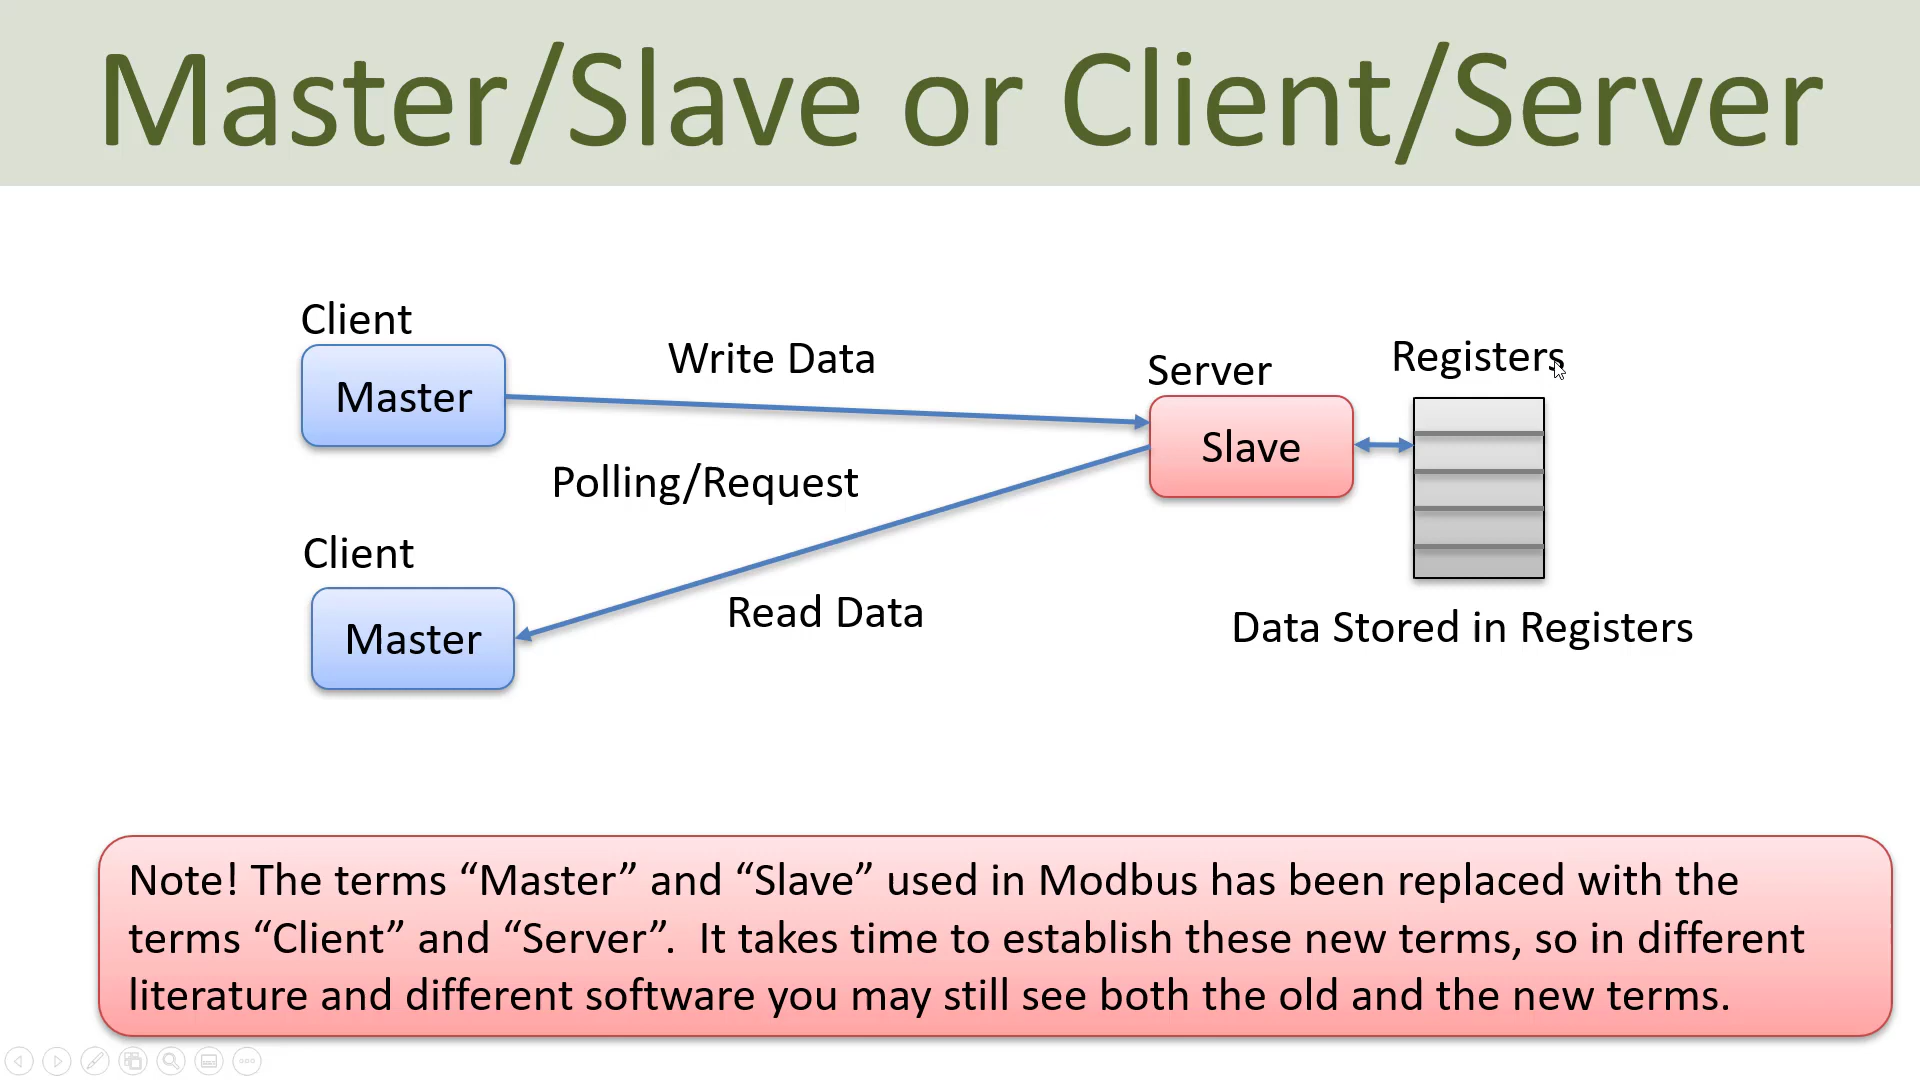 Master/Slave or Client/Server
Client
Master
Write Data
Server
Slave
Registers
Polling/Request
Client
Master
Read Data
Data Stored in Registers
Note! The terms “Master” and “Slave” used in Modbus has been replaced with the
terms “Client” and “Server”.  It takes time to establish these new terms, so in different
literature and different software you may still see both the old and the new terms.